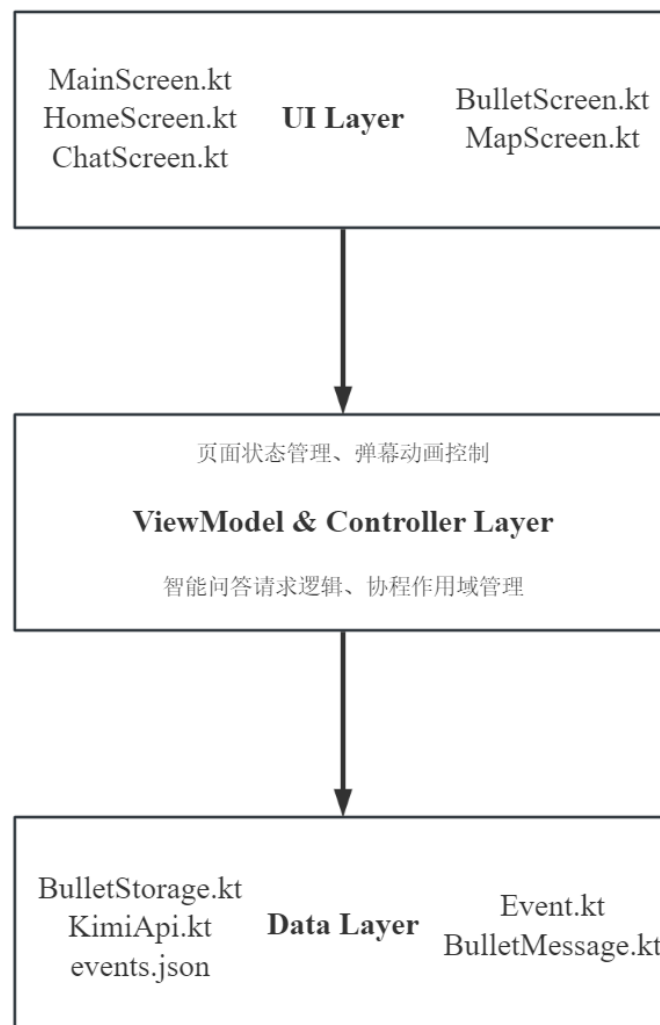 MainScreen.kt
HomeScreen.kt
ChatScreen.kt
UI Layer
BulletScreen.kt
MapScreen.kt
页面状态管理、弹幕动画控制
ViewModel & Controller Layer
智能问答请求逻辑、协程作用域管理
BulletStorage.kt
KimiApi.kt
events.json
Data Layer
Event.kt
BulletMessage.kt